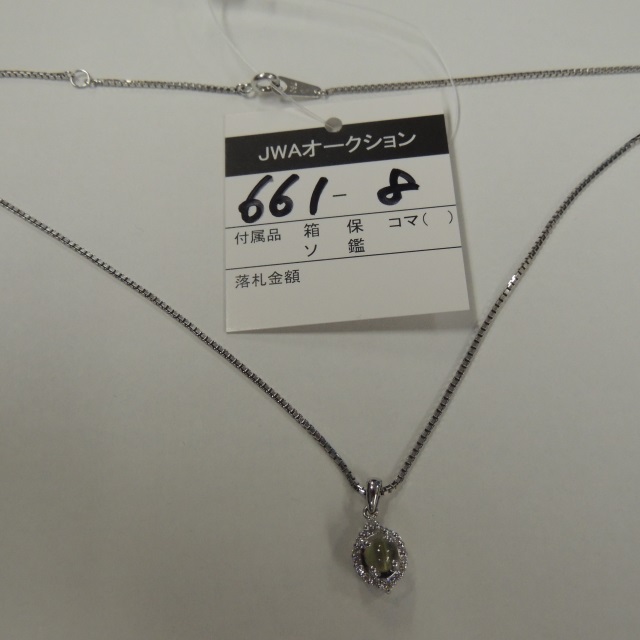 JWAオークション
661-8
付属品 箱 保 コマ( )
ソ 鑑
落札金額